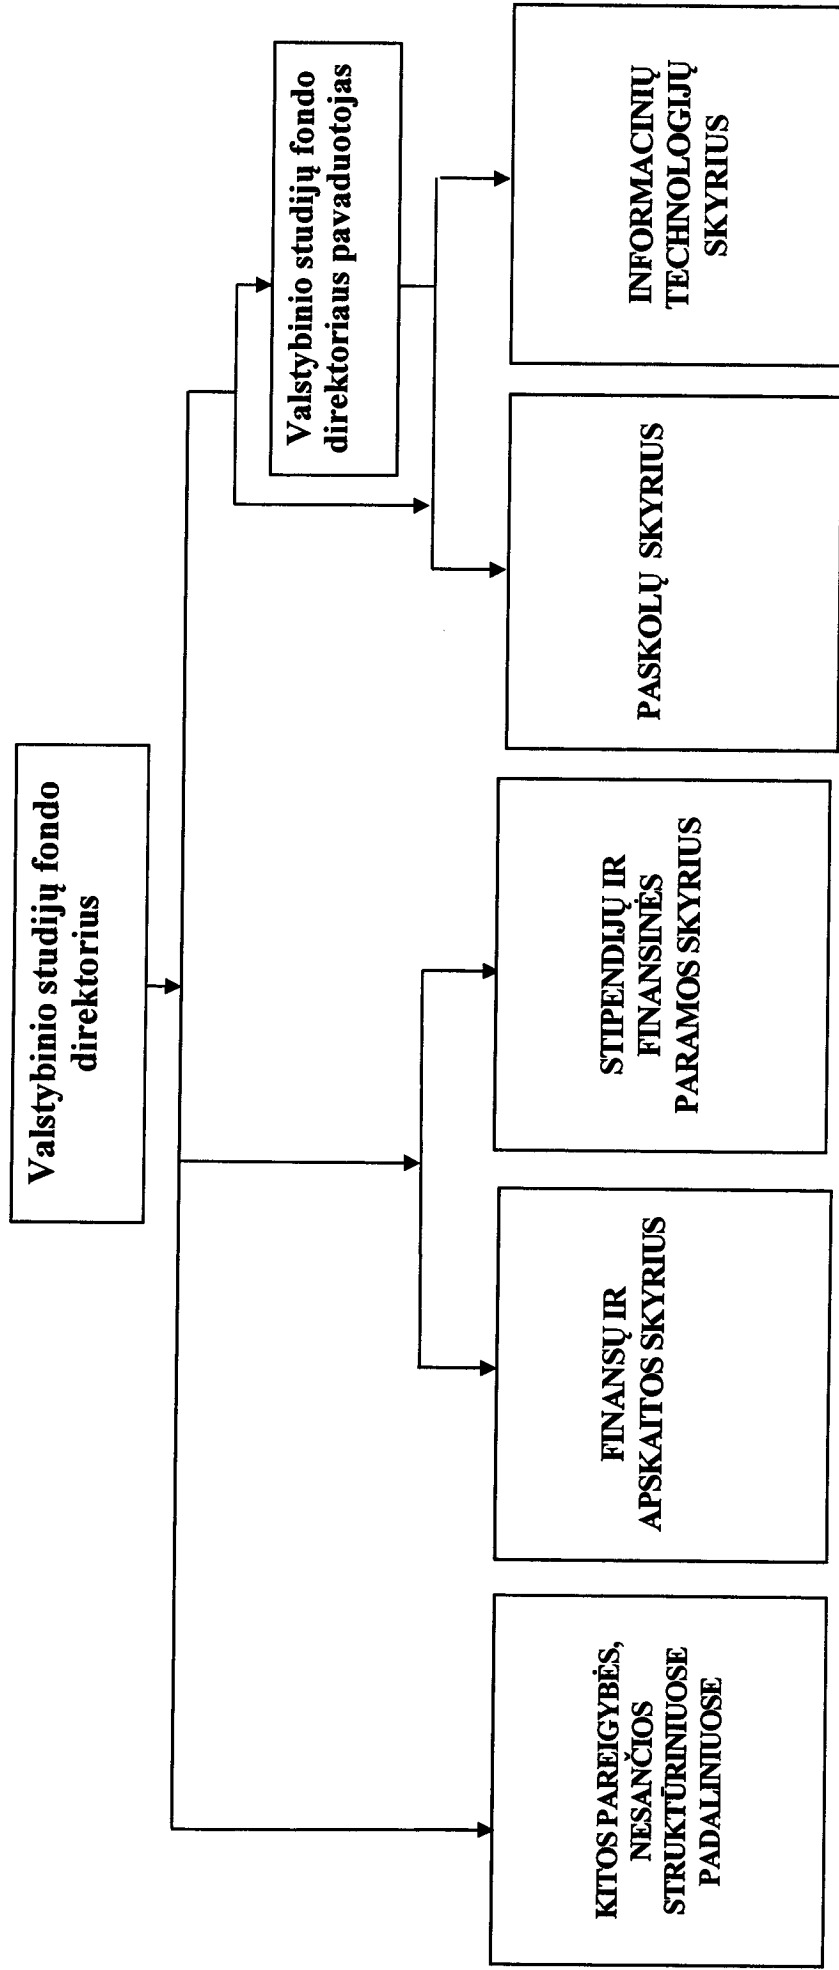 Valstybinio studijų fondo
direktorius
Valstybinio studijų fondo
direktoriaus pavaduotojas
KITOS PAREIGYBĖS,
NESANČIOS
STRUKTŪRINIUOSE
PADALINIUOSE
FINANSŲ IR
APSKAITOS SKYRIUS
STIPENDIJŲ IR
FINANSINĖS
PARAMOS SKYRIUS
PASKOLŲ SKYRIUS
INFORMACINIŲ
TECHNOLOGIJŲ
SKYRIUS